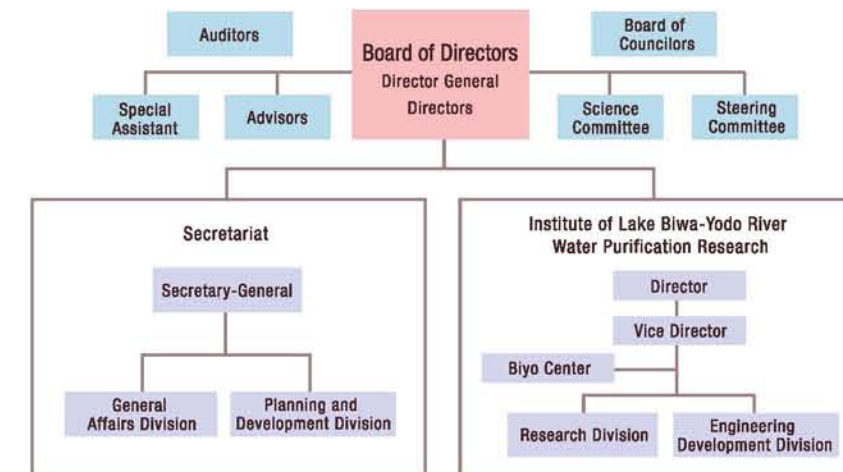 Auditors
Board of Directors
Director General
Directors
Board of
Councilors
Special
Assistant
Advisors
Science
Committee
Steering
Committee
Secretariat
Secretary-General
General
Affairs Division
Planning and
Development Division
Institute of Lake Biwa-Yodo River
Water Purification Research
Director
Vice Director
Biyo Center
Research Division
Engineering
Development Division